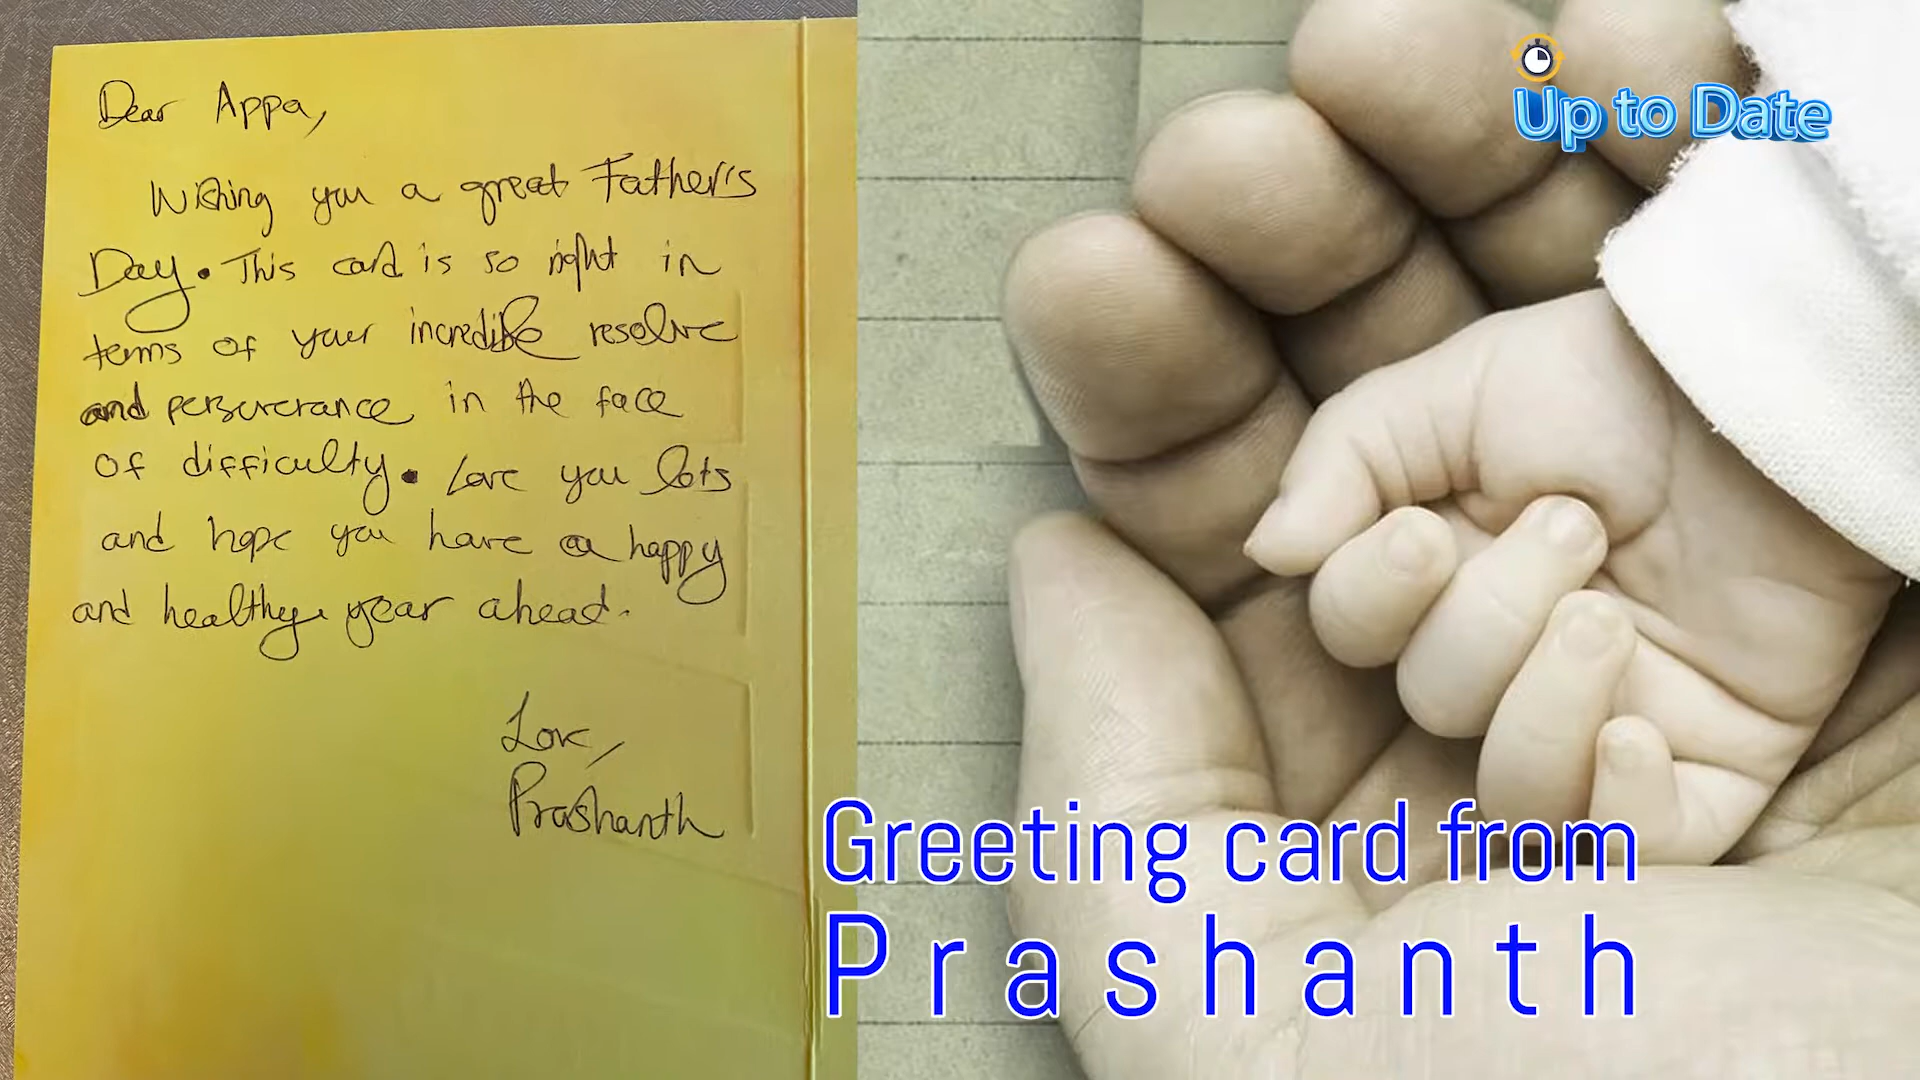 Dear Appa,
Wishing you a great Father's
Day. This card is so right in
terms of your incredible resolve
and perserverance in the face
of difficulty. Love you lots
and hope you have a happy
and healthy year ahead.
Love,
Prashanth
Up to Date
Greeting card from
Prashanth